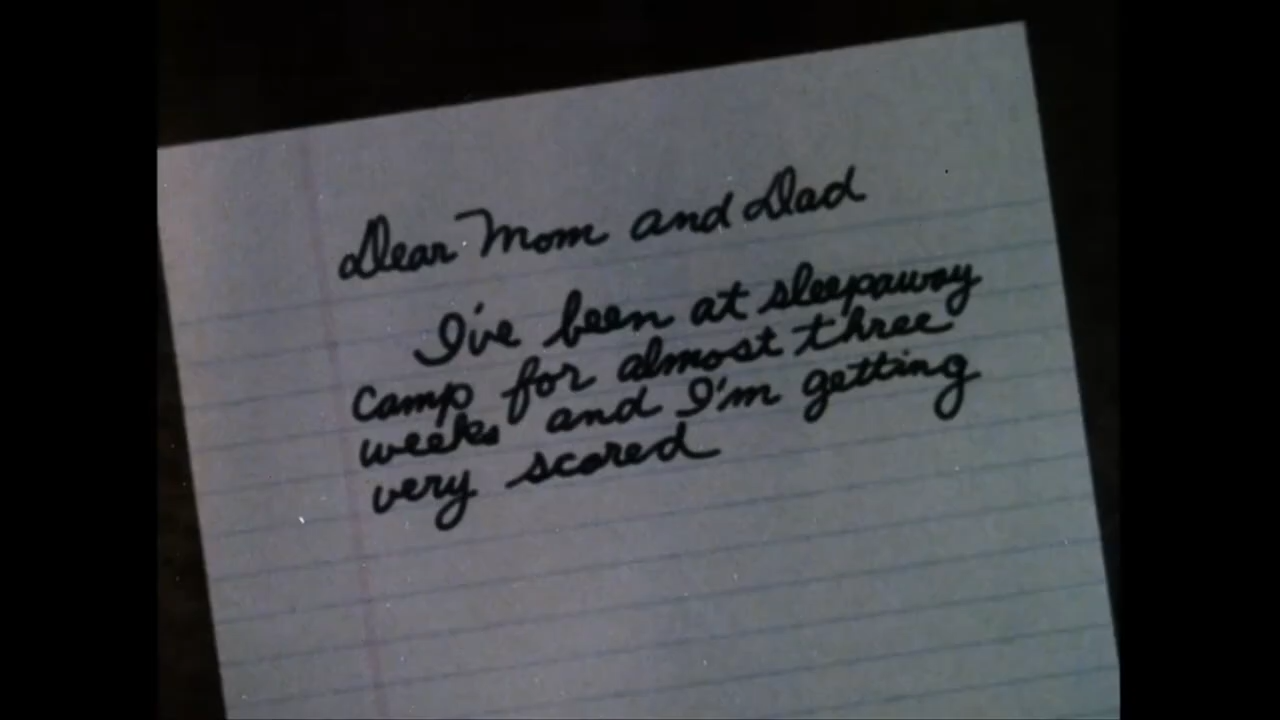 Dear Mom and Dad
I've been at sleepaway
camp for almost three
weeks and I'm getting
very scared